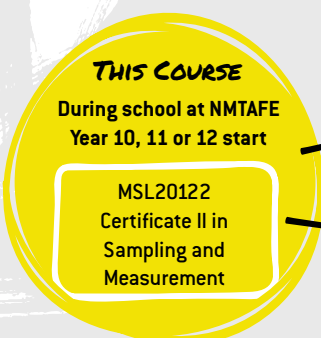 THIS COURSE
During school at NMTAFE
Year 10, 11 or 12 start
MSL20122
Certificate II in
Sampling and
Measurement